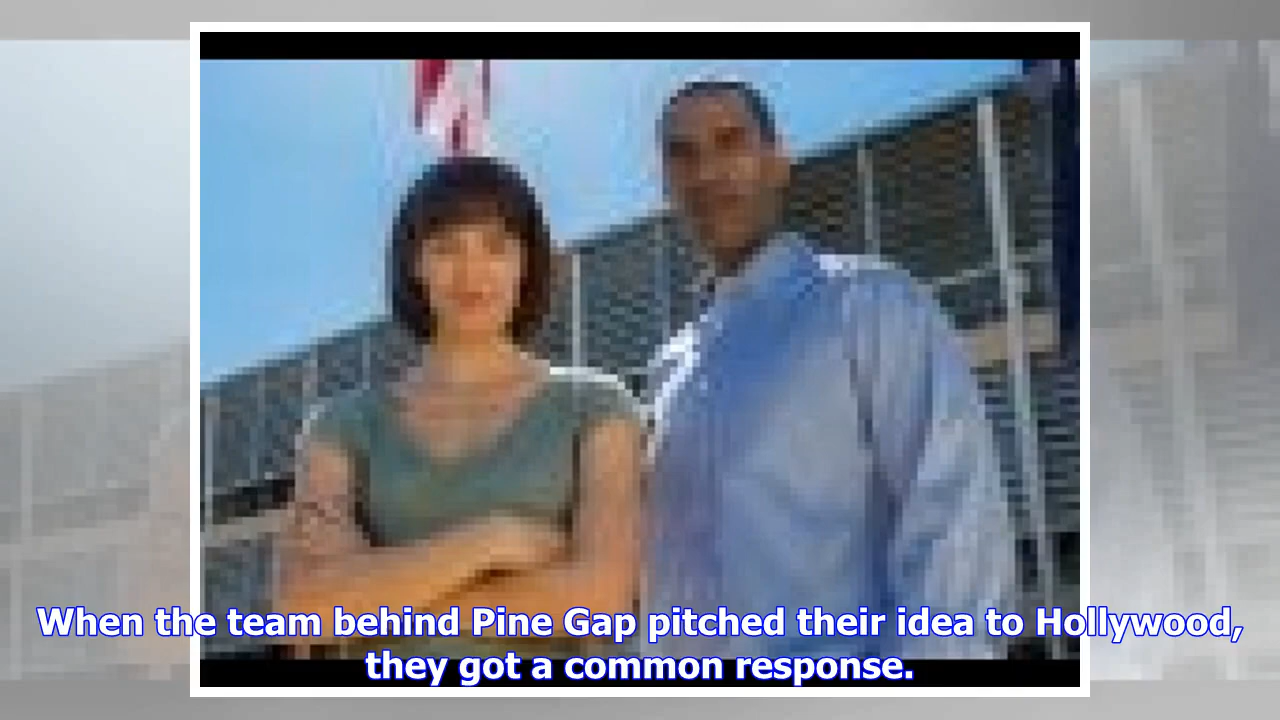 When the team behind Pine Gap pitched their idea to Hollywood,
they got a common response.